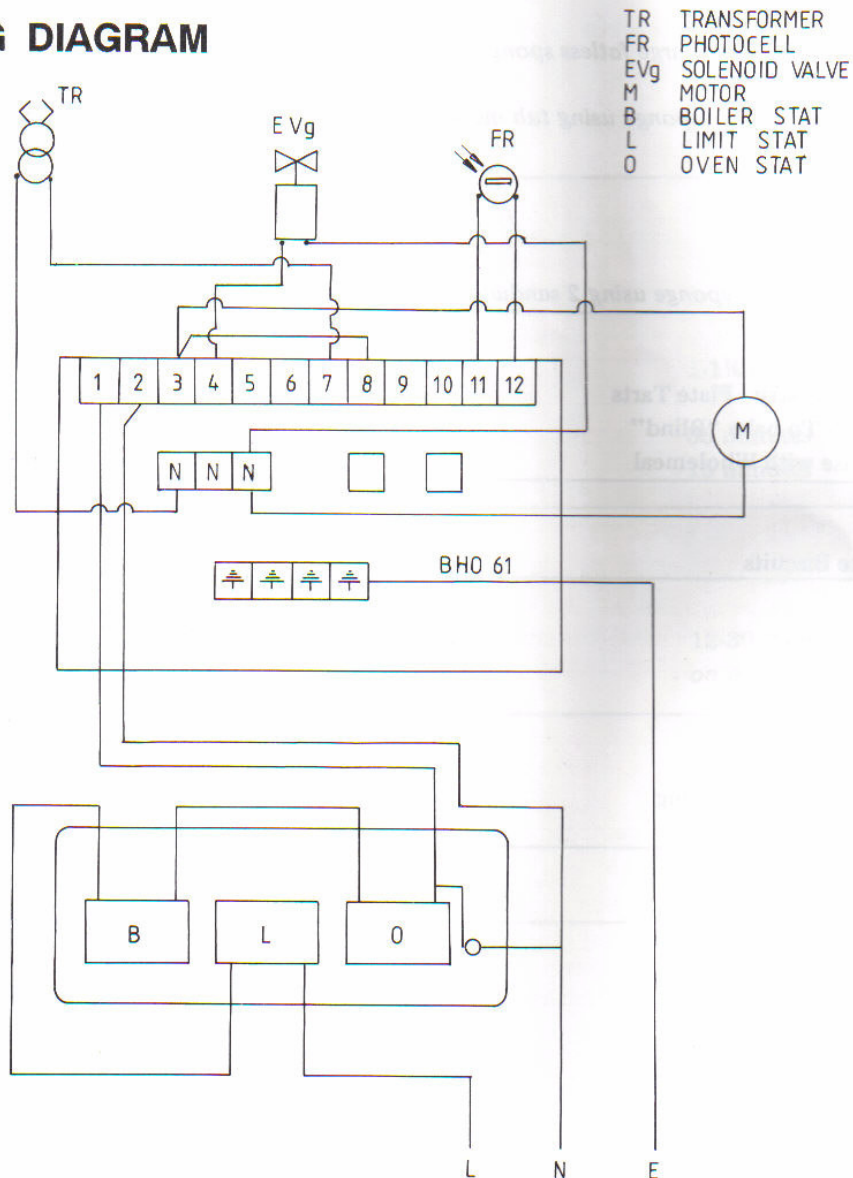 G DIAGRAM
TR TRANSFORMER
FR PHOTOCELL
EVg SOLENOID VALVE
M MOTOR
B BOILER STAT
L LIMIT STAT
O OVEN STAT
TR
EVg
FR
1 2 3 4 5 6 7 8 9 10 11 12
M
N N N
BHO 61
B L O
L N E